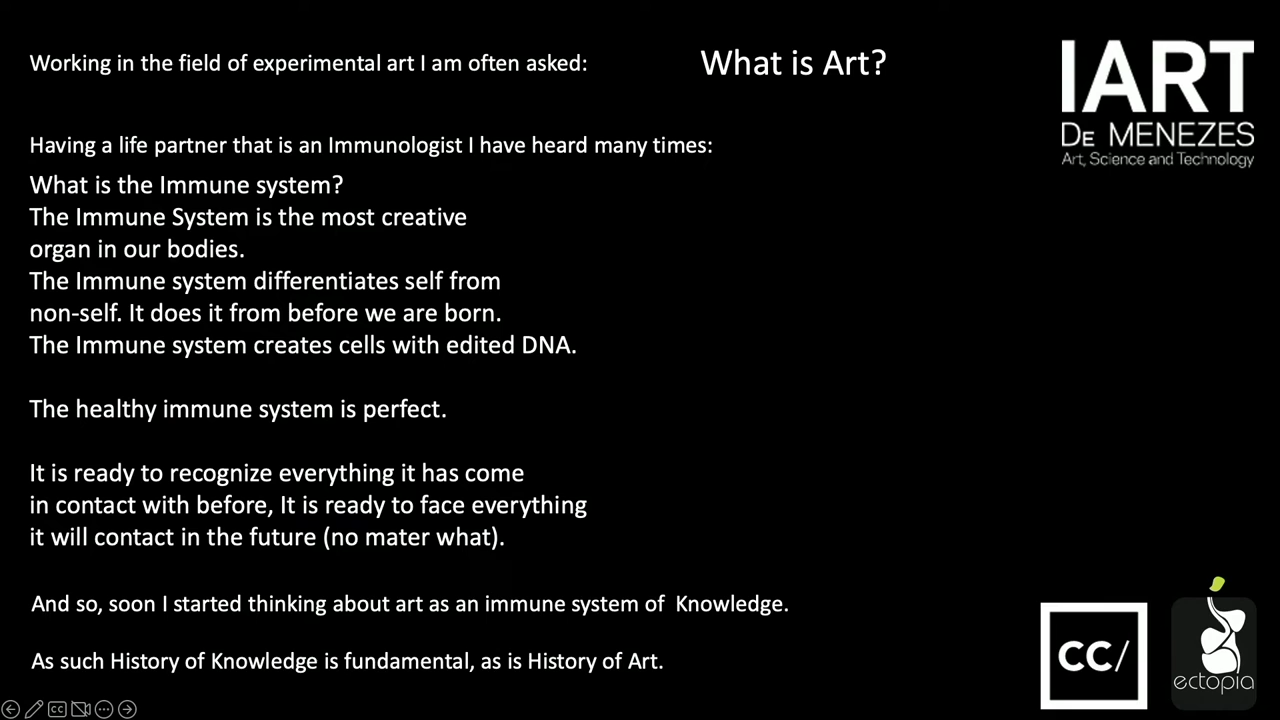 Working in the field of experimental art I am often asked:
What is Art?
IART
DE MENEZES
Art, Science and Technology
Having a life partner that is an Immunologist I have heard many times:
What is the Immune system?
The Immune System is the most creative
organ in our bodies.
The Immune system differentiates self from
non-self. It does it from before we are born.
The Immune system creates cells with edited DNA.
The healthy immune system is perfect.
It is ready to recognize everything it has come
in contact with before, It is ready to face everything
it will contact in the future (no mater what).
And so, soon I started thinking about art as an immune system of Knowledge.
As such History of Knowledge is fundamental, as is History of Art.
CC/
ectopia
CC